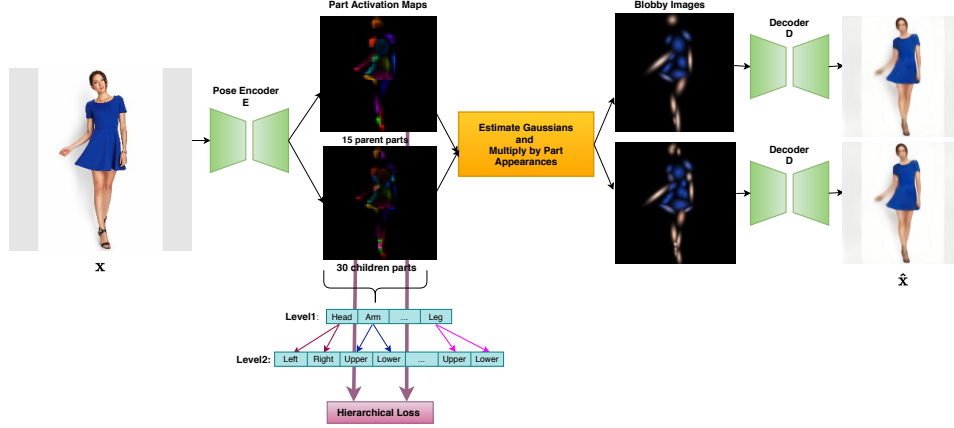 Part Activation Maps
Blobby Images
Decoder
D
Pose Encoder
E
Estimate Gaussians
and
Multiply by Part
Appearances
15 parent parts
Decoder
D
x
x̂
30 children parts
Level1: Head Arm ... Leg
Level2: Left Right Upper Lower ... Upper Lower
Hierarchical Loss